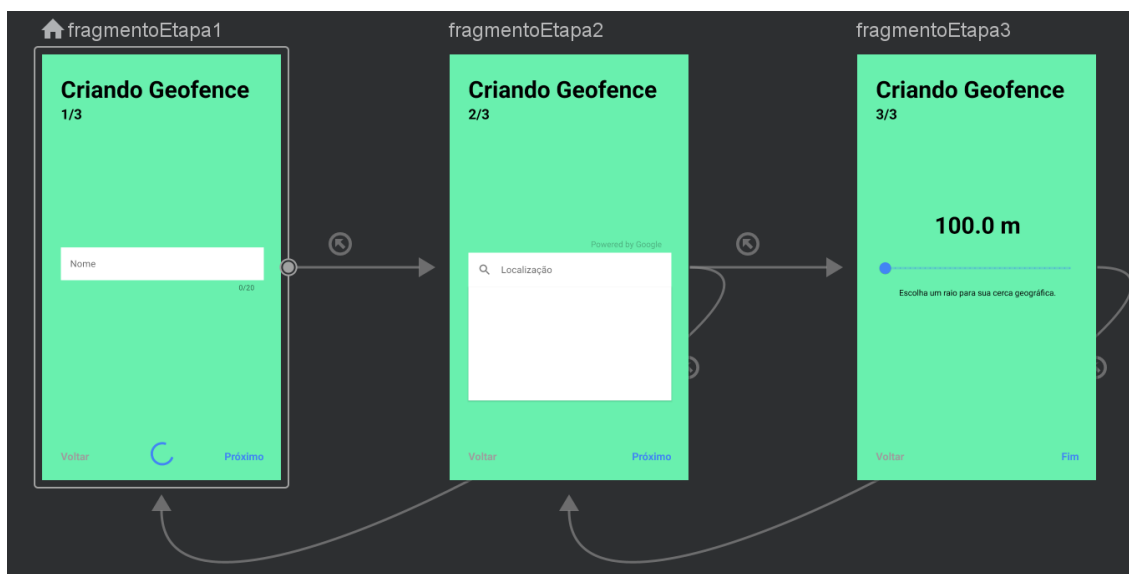 fragmentoEtapa1
Criando Geofence
1/3
Nome
0/20
Voltar
Próximo
fragmentoEtapa2
Criando Geofence
2/3
Powered by Google
Localização
Voltar
Próximo
fragmentoEtapa3
Criando Geofence
3/3
100.0 m
Escolha um raio para sua cerca geográfica.
Voltar
Fim